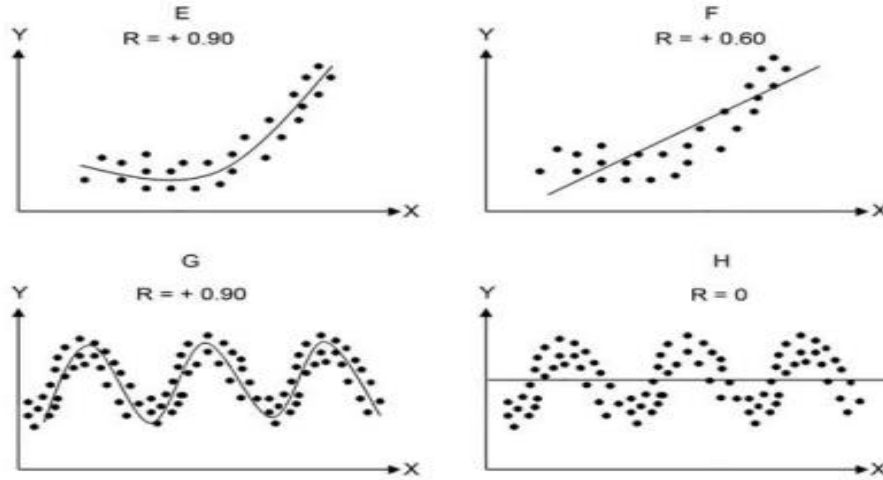 E
R = + 0.90
Y
X
F
R = + 0.60
Y
X
G
R = + 0.90
Y
X
H
R = 0
Y
X